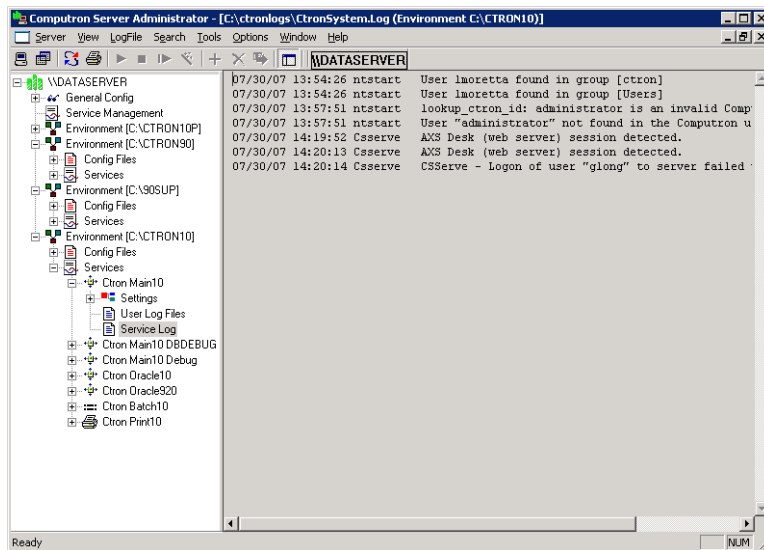 Computron Server Administrator - [C:\ctronlogs\CtronSystem.Log (Environment C:\CTRON10)]
Server View LogFile Search Tools Options Window Help
\\DATASERVER
\\DATASERVER
General Config
Service Management
Environment [C:\CTRON10P]
Environment [C:\CTRON90]
Config Files
Services
Environment [C:\90SUP]
Config Files
Services
Environment [C:\CTRON10]
Config Files
Services
Ctron Main10
Settings
User Log Files
Service Log
Ctron Main10 DBDEBUG
Ctron Main10 Debug
Ctron Oracle10
Ctron Oracle920
Ctron Batch10
Ctron Print10
07/30/07 13:54:26 ntstart User lmoretta found in group [ctron]
07/30/07 13:54:26 ntstart User lmoretta found in group [Users]
07/30/07 13:57:51 ntstart lookup_ctron_id: administrator is an invalid Comp
07/30/07 13:57:51 ntstart User "administrator" not found in the Computron u
07/30/07 14:19:52 Csserve AXS Desk (web server) session detected.
07/30/07 14:20:13 Csserve AXS Desk (web server) session detected.
07/30/07 14:20:14 Csserve CSServe - Logon of user "glong" to server failed
Ready
NUM